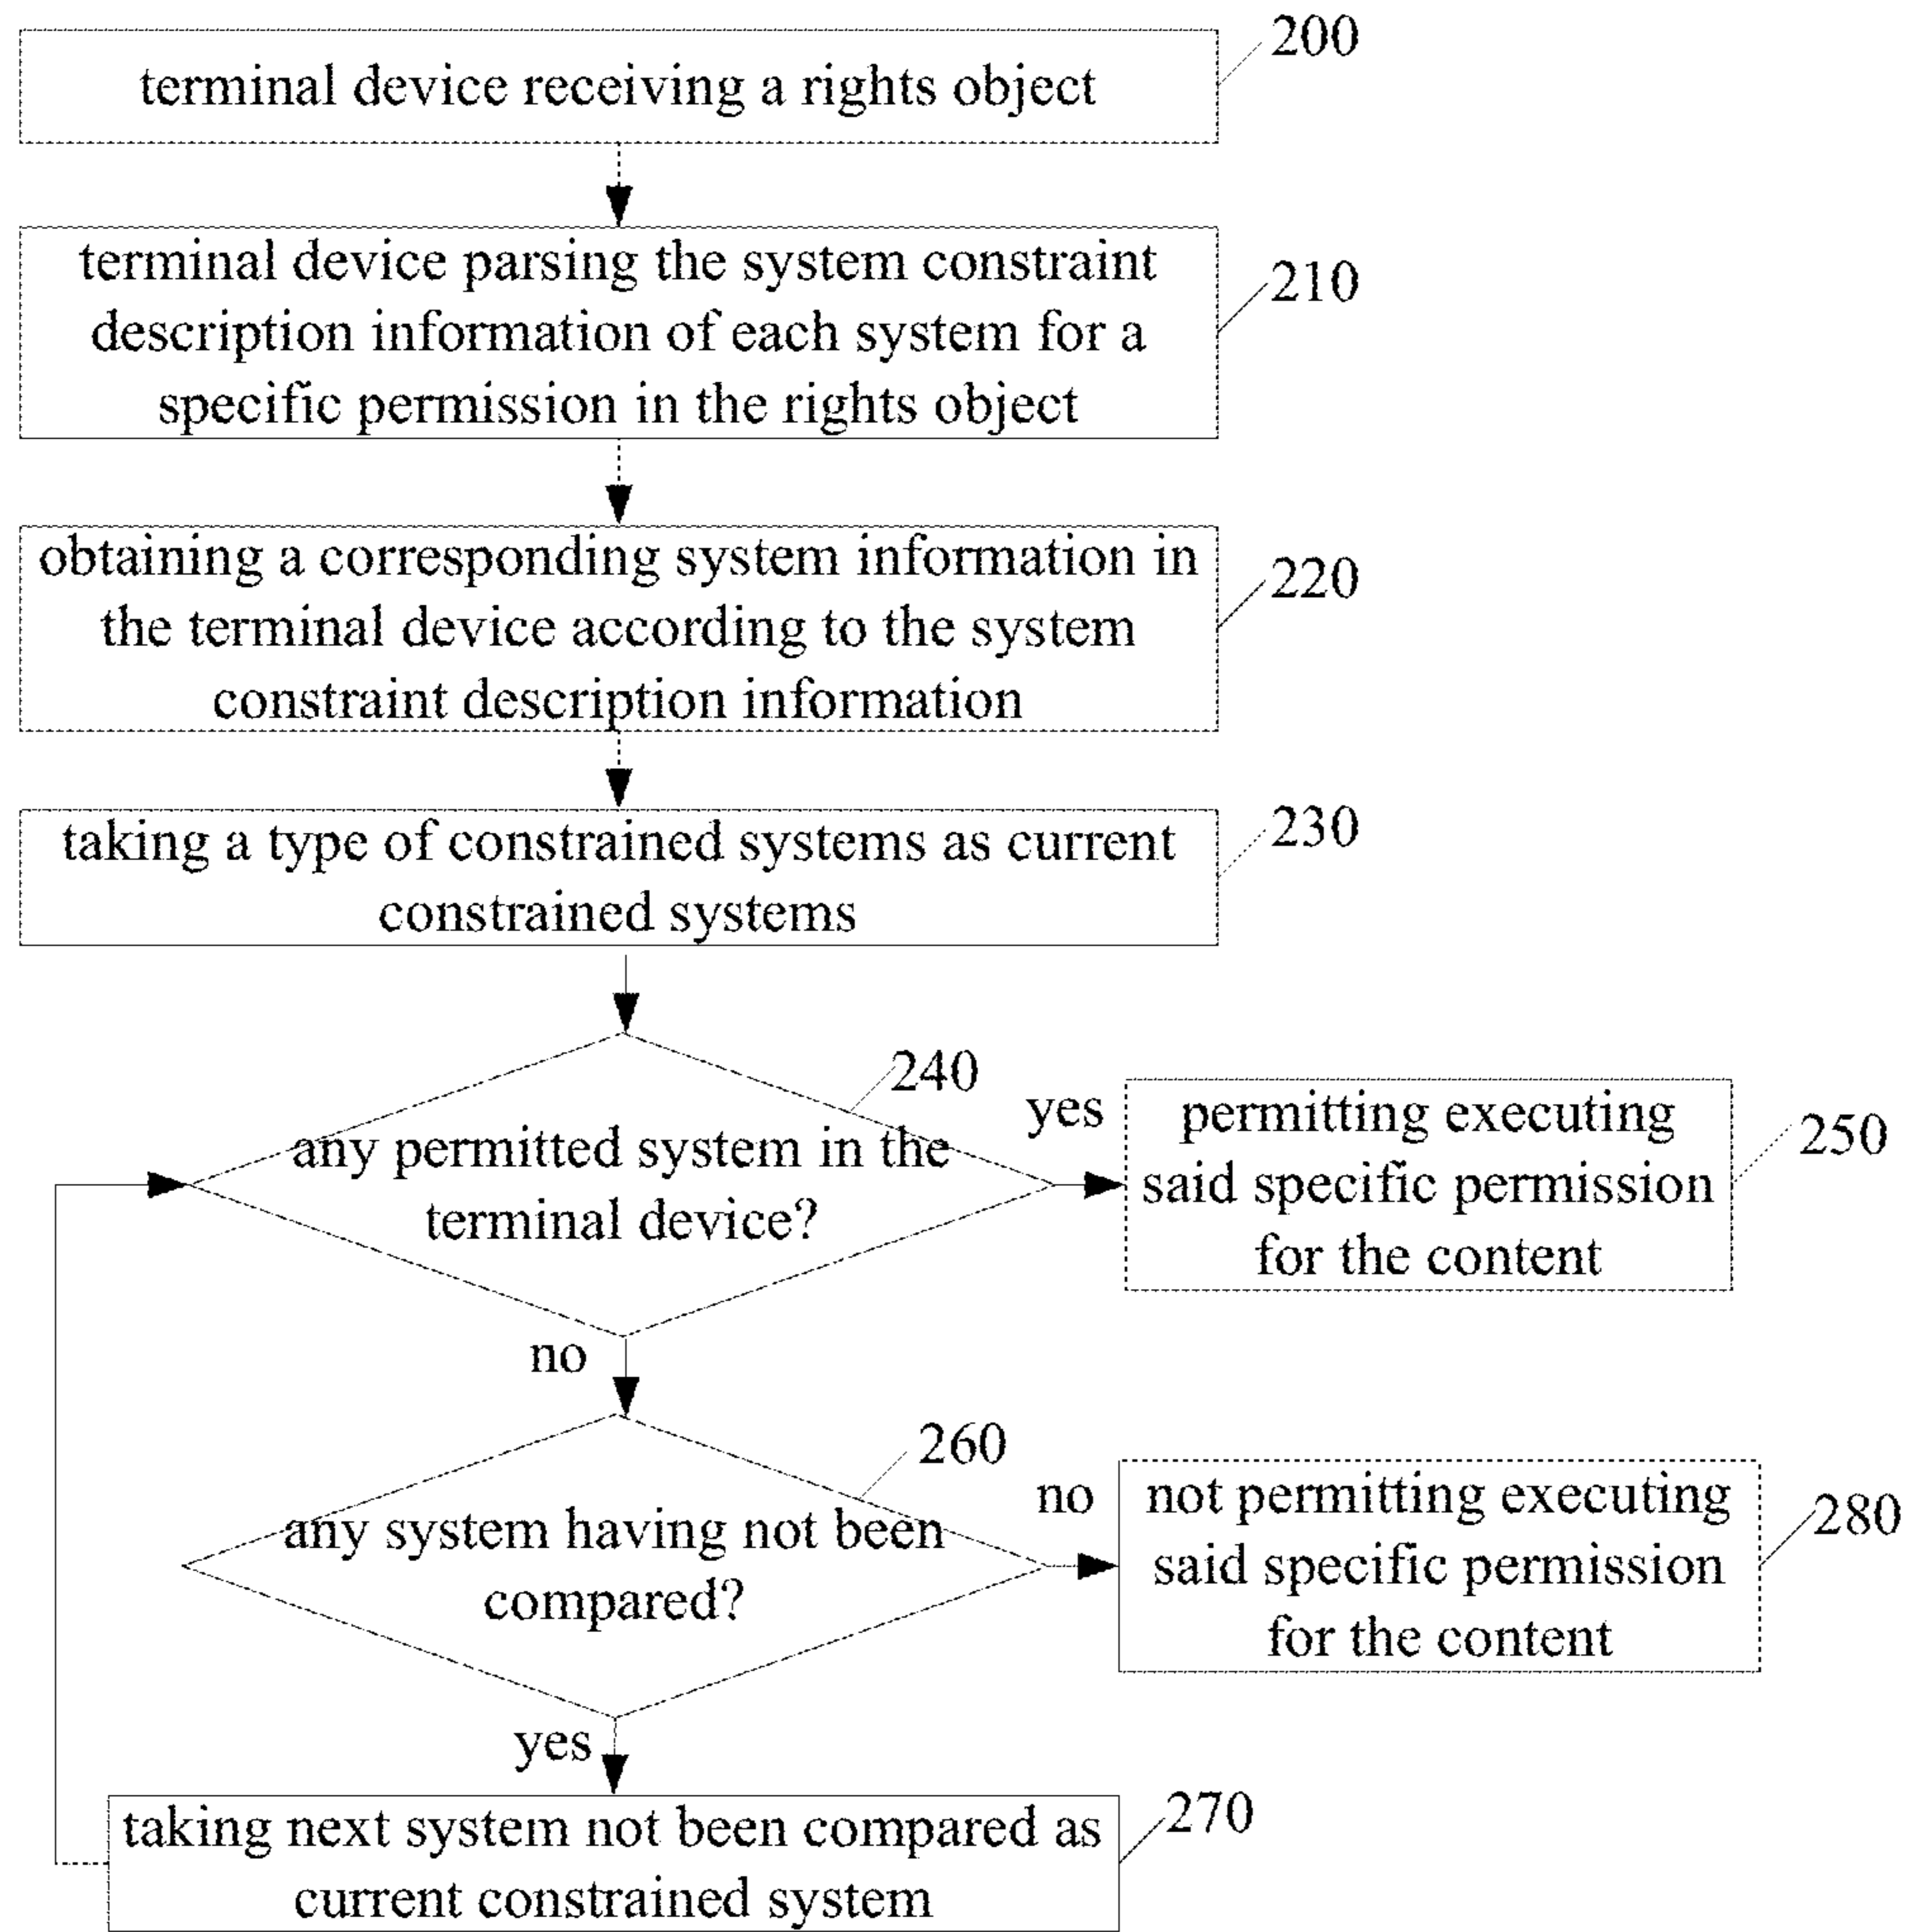 200
terminal device receiving a rights object
terminal device parsing the system constraint
description information of each system for a
specific permission in the rights object
210
obtaining a corresponding system information in
the terminal device according to the system
constraint description information
220
taking a type of constrained systems as current
constrained systems
230
240
any permitted system in the
terminal device?
yes
permitting executing
said specific permission
for the content
250
no
260
any system having not been
compared?
no
not permitting executing
said specific permission
for the content
280
yes
taking next system not been compared as
current constrained system
270